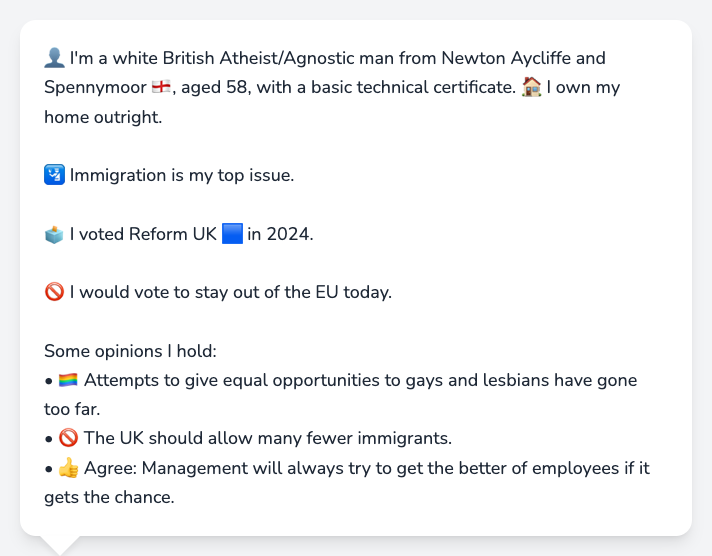 👤 I'm a white British Atheist/Agnostic man from Newton Aycliffe and
Spennymoor 🏴󠁧󠁢󠁥󠁮󠁧󠁿, aged 58, with a basic technical certificate. 🏠 I own my
home outright.
🛂 Immigration is my top issue.
🗳️ I voted Reform UK 🟦 in 2024.
🚫 I would vote to stay out of the EU today.
Some opinions I hold:
• 🏳️‍🌈 Attempts to give equal opportunities to gays and lesbians have gone
too far.
• 🚫 The UK should allow many fewer immigrants.
• 👍 Agree: Management will always try to get the better of employees if it
gets the chance.